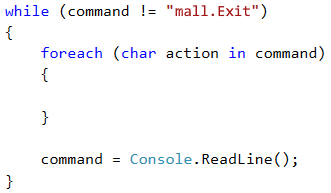 while (command != "mall.Exit")
{
    foreach (char action in command)
    {

    }

    command = Console.ReadLine();
}